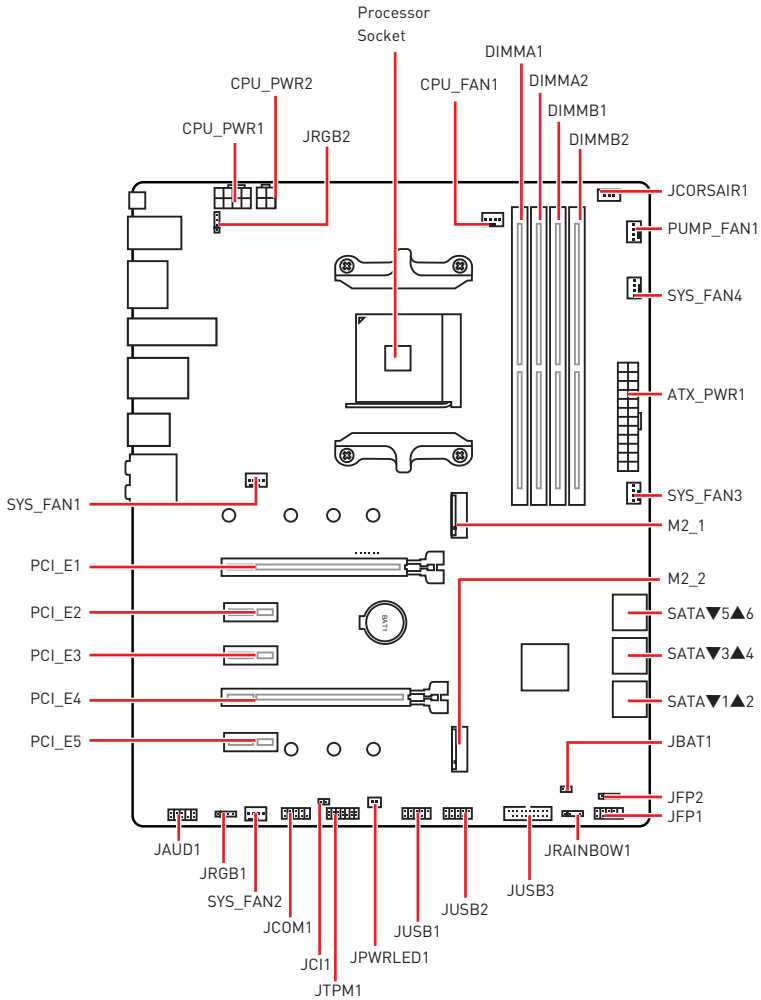 Processor
Socket
DIMMA1
CPU_PWR2
CPU_FAN1
DIMMA2
DIMMB1
CPU_PWR1
JRGB2
DIMMB2
JCORSAIR1
PUMP_FAN1
SYS_FAN4
ATX_PWR1
SYS_FAN1
SYS_FAN3
M2_1
PCI_E1
M2_2
PCI_E2
BAT1
SATA▼5▲6
PCI_E3
SATA▼3▲4
PCI_E4
SATA▼1▲2
PCI_E5
JBAT1
JFP2
JFP1
JAUD1
JRAINBOW1
JRGB1
SYS_FAN2
JUSB3
JUSB2
JCOM1
JUSB1
JPWRLED1
JCI1
JTPM1